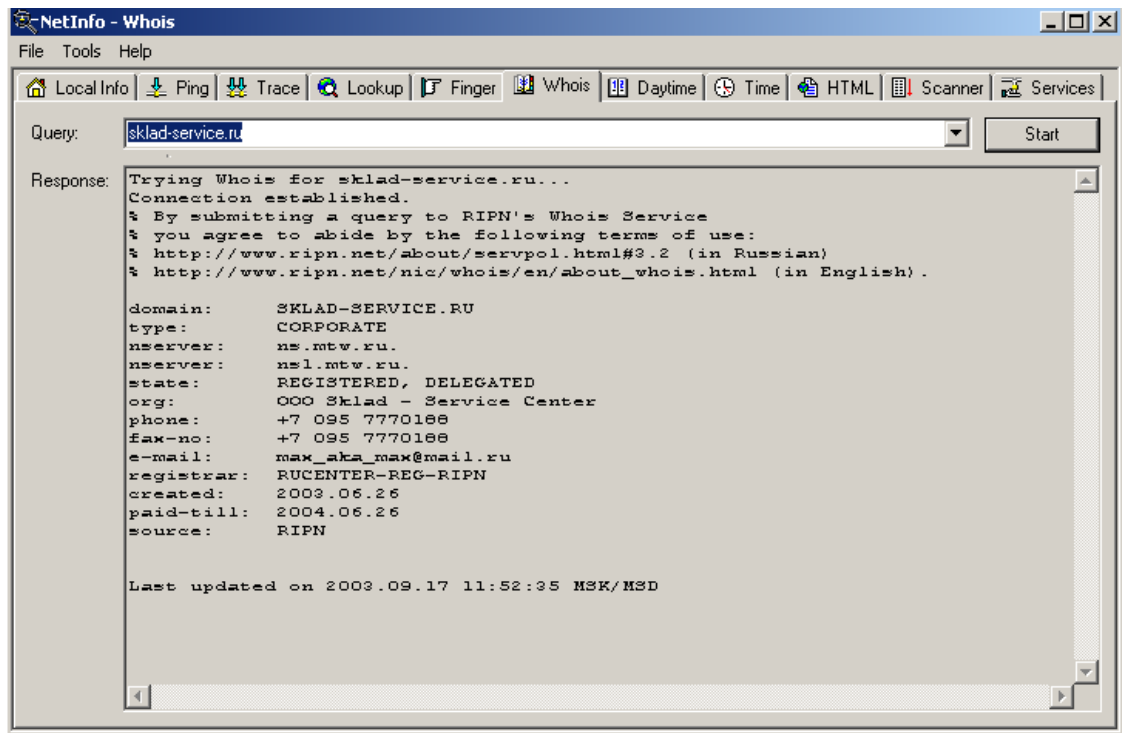 NetInfo - Whois
File Tools Help
Local Info Ping Trace Lookup Finger Whois Daytime Time HTML Scanner Services
Query: sklad-service.ru Start
Response:
Trying Whois for sklad-service.ru...
Connection established.
% By submitting a query to RIPN's Whois Service
% you agree to abide by the following terms of use:
% http://www.ripn.net/about/servpol.html#3.2 (in Russian)
% http://www.ripn.net/nic/whois/en/about_whois.html (in English).
domain: SKLAD-SERVICE.RU
type: CORPORATE
nserver: ns.mtw.ru.
nserver: ns1.mtw.ru.
state: REGISTERED, DELEGATED
org: OOO Sklad - Service Center
phone: +7 095 7770188
fax-no: +7 095 7770188
e-mail: max_aka_max@mail.ru
registrar: RUCENTER-REG-RIPN
created: 2003.06.26
paid-till: 2004.06.26
source: RIPN
Last updated on 2003.09.17 11:52:35 MSK/MSD